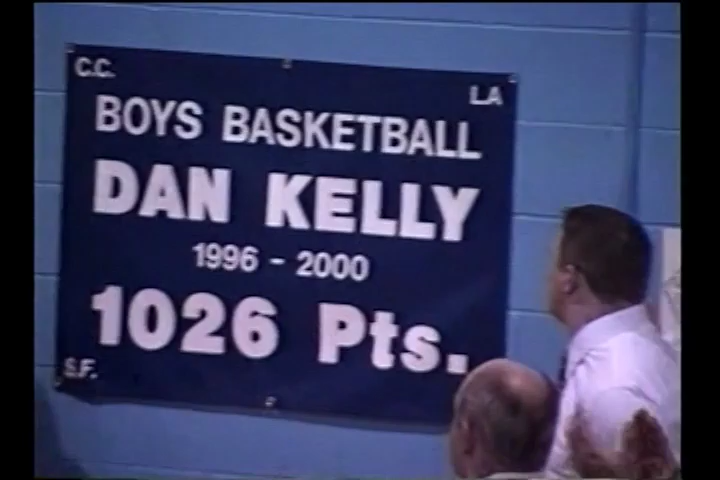 C.C.
LA
BOYS BASKETBALL
DAN KELLY
1996 - 2000
1026 Pts.
S.F.